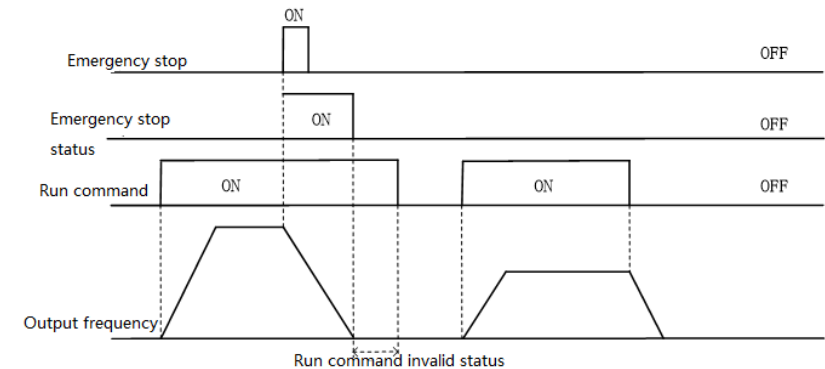 ON
Emergency stop
OFF
Emergency stop
status
ON
OFF
Run command
ON
ON
OFF
Output frequency
Run command invalid status